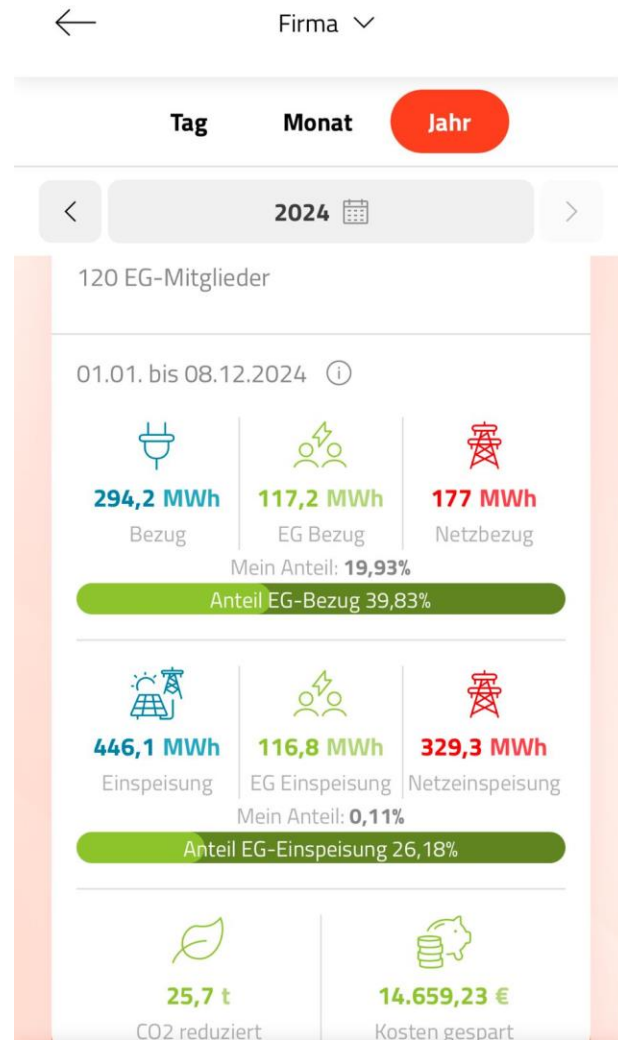 Firma
Tag Monat Jahr
2024
120 EG-Mitglieder
01.01. bis 08.12.2024
294,2 MWh 117,2 MWh 177 MWh
Bezug EG Bezug Netzbezug
Mein Anteil: 19,93%
Anteil EG-Bezug 39,83%
446,1 MWh 116,8 MWh 329,3 MWh
Einspeisung EG Einspeisung Netzeinspeisung
Mein Anteil: 0,11%
Anteil EG-Einspeisung 26,18%
25,7 t 14.659,23 €
CO2 reduziert Kosten gespart